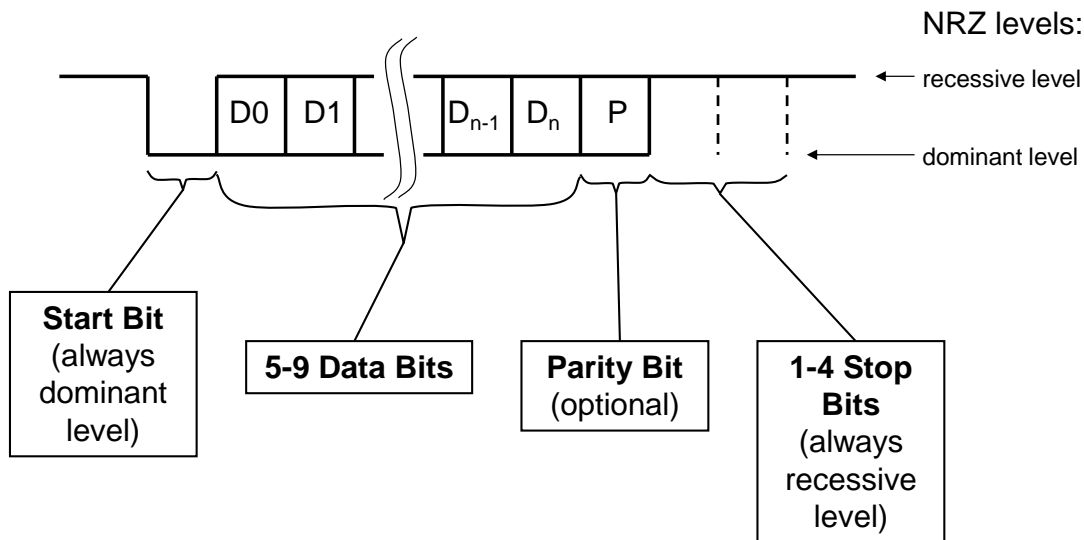 NRZ levels:
recessive level
D0 D1 Dn-1 Dn P
dominant level
Start Bit
(always
dominant
level)
5-9 Data Bits
Parity Bit
(optional)
1-4 Stop
Bits
(always
recessive
level)